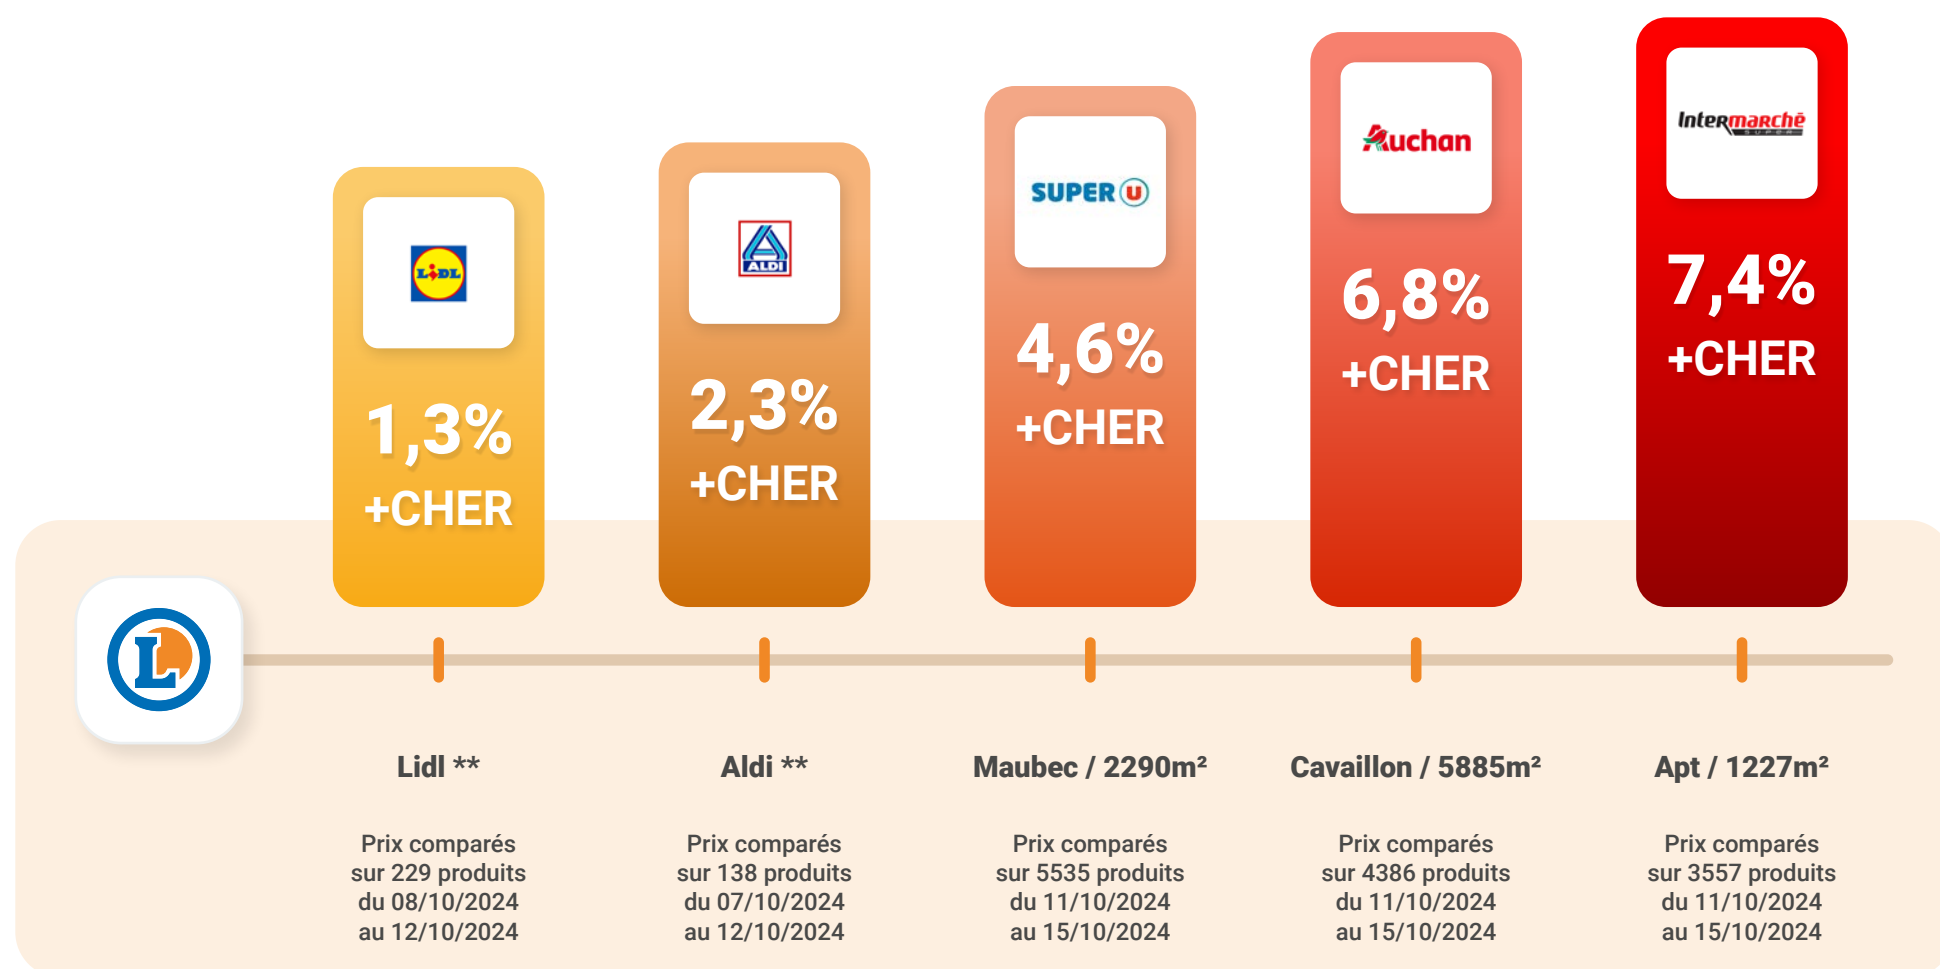 LiDL
1,3%
+CHER
ALDI
2,3%
+CHER
SUPER U
4,6%
+CHER
Auchan
6,8%
+CHER
Intermarchē
SUPER
7,4%
+CHER
L
Lidl **
Prix comparés
sur 229 produits
du 08/10/2024
au 12/10/2024
Aldi **
Prix comparés
sur 138 produits
du 07/10/2024
au 12/10/2024
Maubec / 2290m²
Prix comparés
sur 5535 produits
du 11/10/2024
au 15/10/2024
Cavaillon / 5885m²
Prix comparés
sur 4386 produits
du 11/10/2024
au 15/10/2024
Apt / 1227m²
Prix comparés
sur 3557 produits
du 11/10/2024
au 15/10/2024